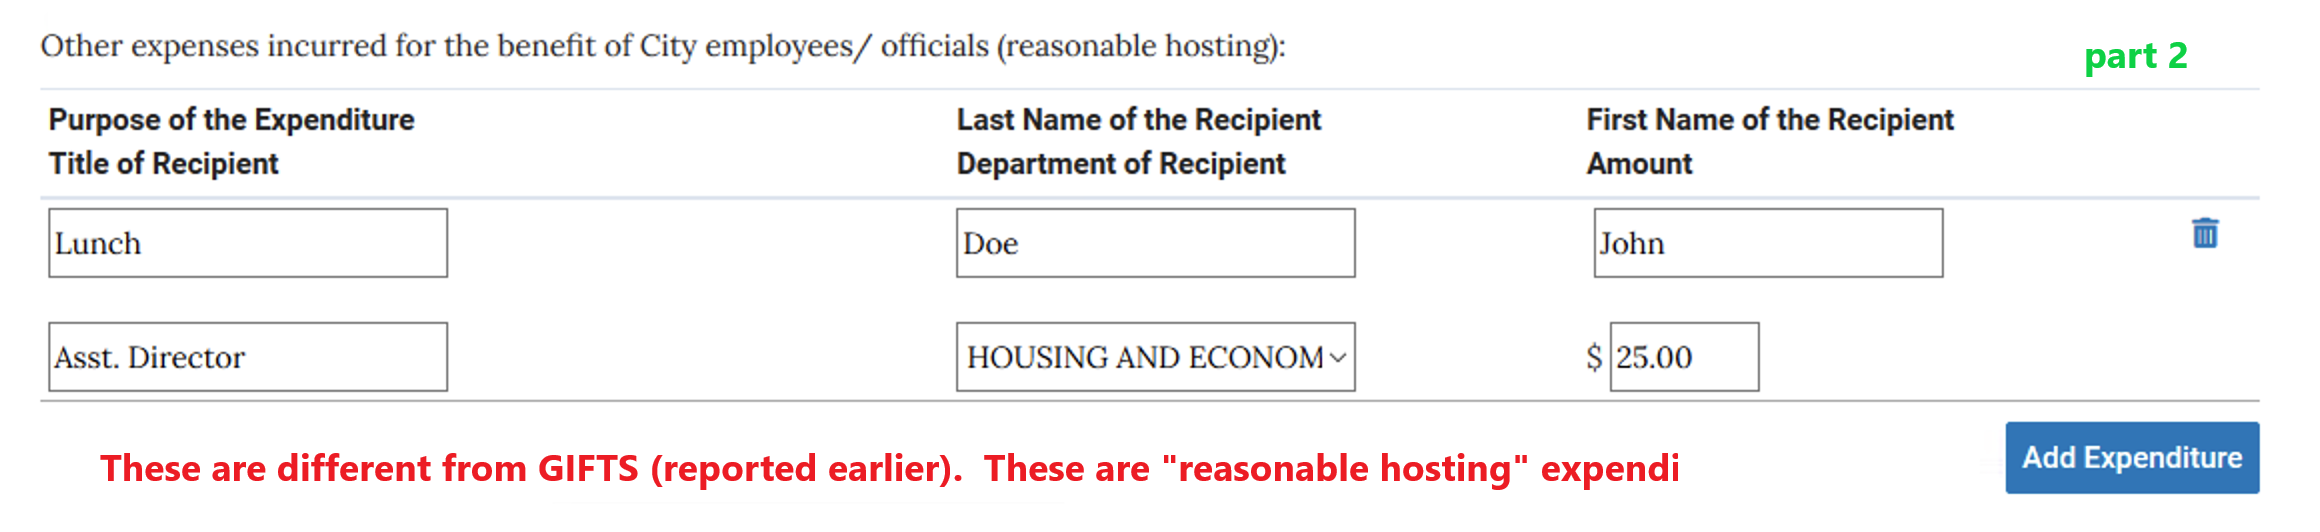 Other expenses incurred for the benefit of City employees/ officials (reasonable hosting):
part 2
Purpose of the Expenditure Last Name of the Recipient First Name of the Recipient
Title of Recipient Department of Recipient Amount
Lunch Doe John
Asst. Director HOUSING AND ECONOM $ 25.00
These are different from GIFTS (reported earlier).  These are "reasonable hosting" expendi
Add Expenditure